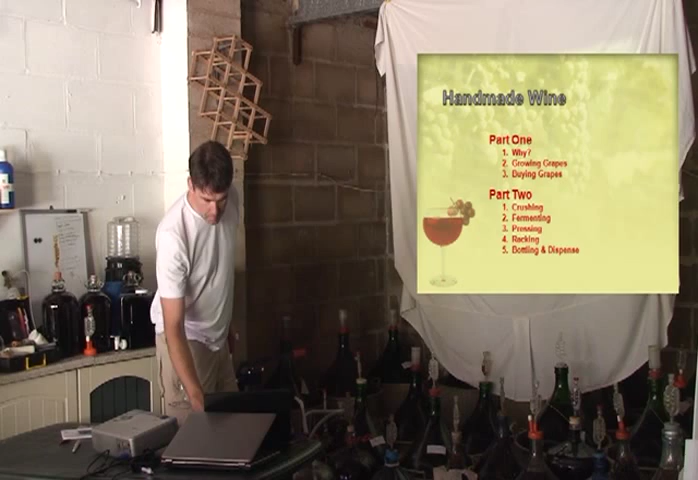 Handmade Wine
Part One
1. Why?
2. Growing Grapes
3. Buying Grapes
Part Two
1. Crushing
2. Fermenting
3. Pressing
4. Racking
5. Bottling & Dispense